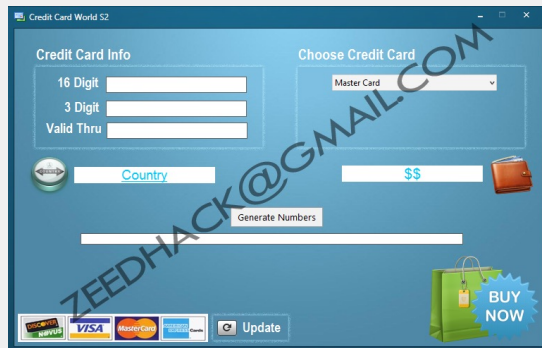 Credit Card World S2
Credit Card Info
Choose Credit Card
16 Digit
Master Card
3 Digit
Valid Thru
Country
$$
Generate Numbers
ZEEDHACK@GMAIL.COM
BUY
NOW
DISCOVER
NOVUS
VISA
MasterCard
Update